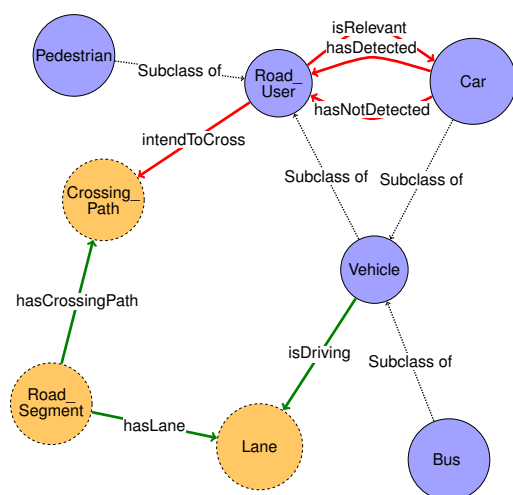 isRelevant
hasDetected
Pedestrian
Subclass of
Road_
User
Car
hasNotDetected
intendToCross
Subclass of
Subclass of
Crossing_
Path
Vehicle
hasCrossingPath
isDriving
Subclass of
Road_
Segment
hasLane
Lane
Bus